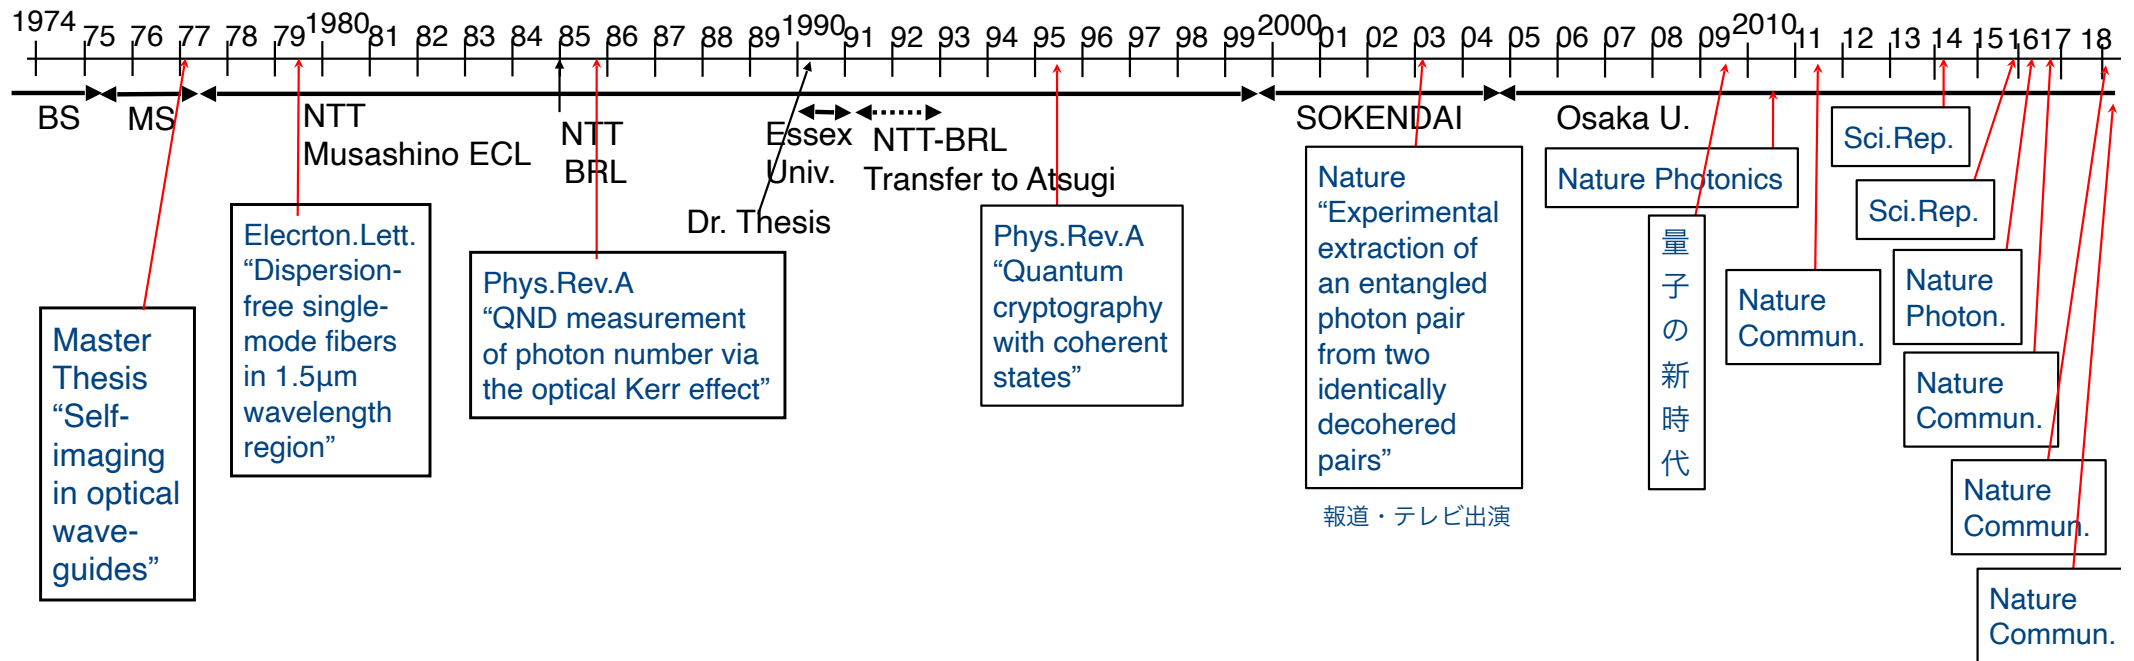 1974 75 76 77 78 79 1980 81 82 83 84 85 86 87 88 89 1990 91 92 93 94 95 96 97 98 99 2000 01 02 03 04 05 06 07 08 09 2010 11 12 13 14 15 16 17 18
BS
MS
NTT
Musashino ECL
NTT
BRL
Essex
Univ.
NTT-BRL
Transfer to Atsugi
Dr. Thesis
SOKENDAI
Osaka U.
Master
Thesis
“Self-
imaging
in optical
wave-
guides”
Elecrton.Lett.
“Dispersion-
free single-
mode fibers
in 1.5μm
wavelength
region”
Phys.Rev.A
“QND measurement
of photon number via
the optical Kerr effect”
Phys.Rev.A
“Quantum
cryptography
with coherent
states”
Nature
“Experimental
extraction of
an entangled
photon pair
from two
identically
decohered
pairs”
報道・テレビ出演
Nature Photonics
量子の新時代
Nature
Commun.
Sci.Rep.
Sci.Rep.
Nature
Photon.
Nature
Commun.
Nature
Commun.
Nature
Commun.